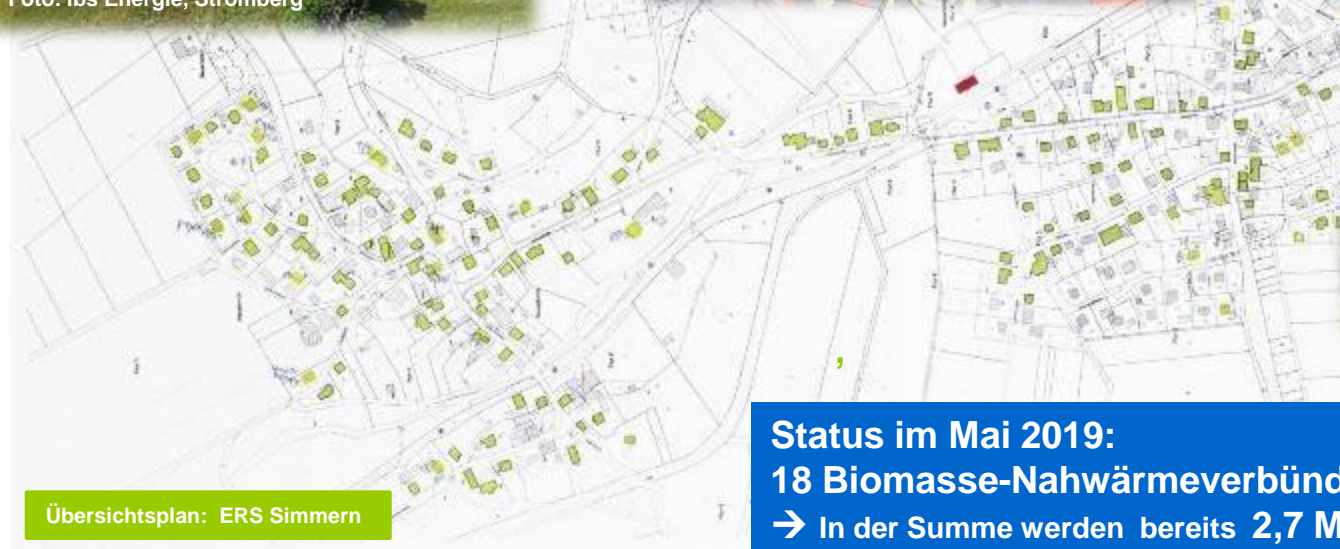 Foto: ibs Energie, Stromberg
Übersichtsplan: ERS Simmern
,
Status im Mai 2019:
18 Biomasse-Nahwärmeverbünd
➔ In der Summe werden bereits 2,7 M